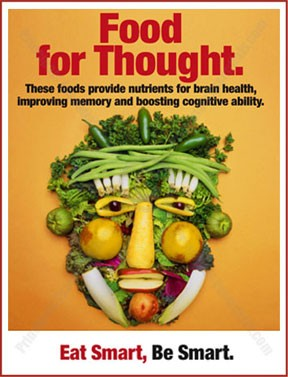 Food
for Thought.
These foods provide nutrients for brain health,
improving memory and boosting cognitive ability.
Eat Smart, Be Smart.